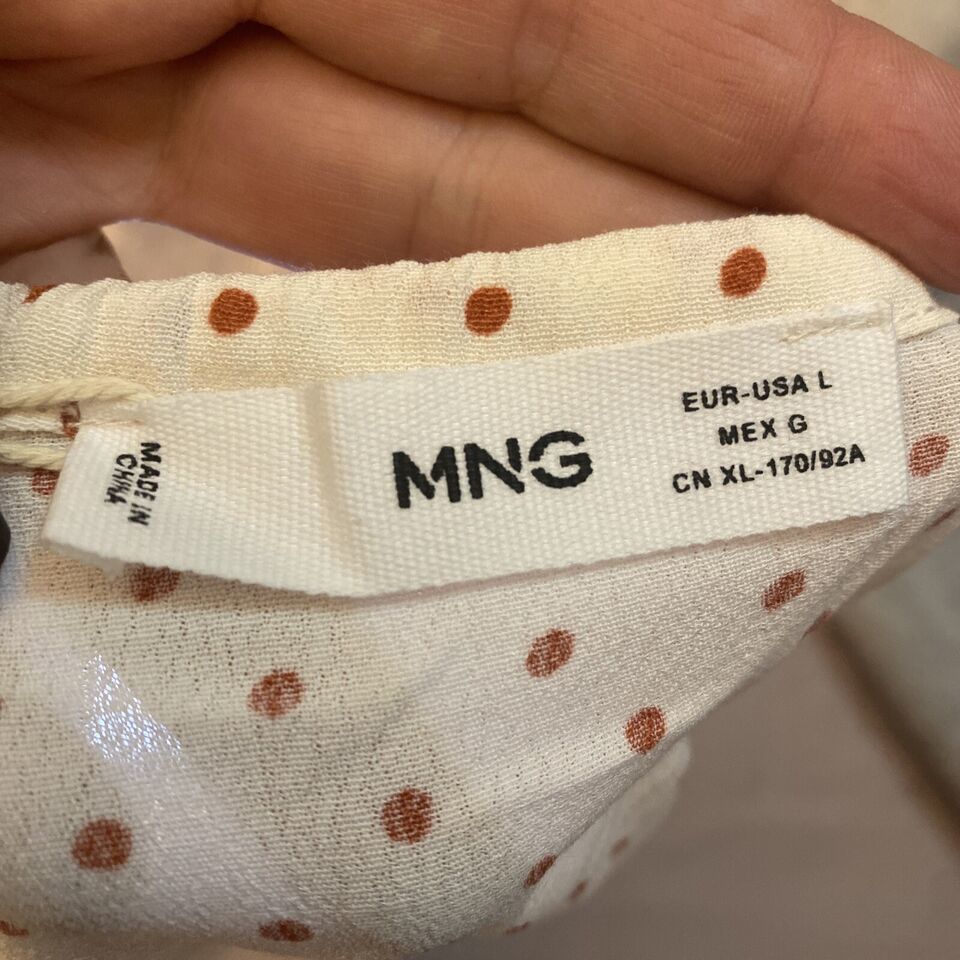 MADE IN
CHINA
MNG
EUR-USA L
MEX G
CN XL-170/92A